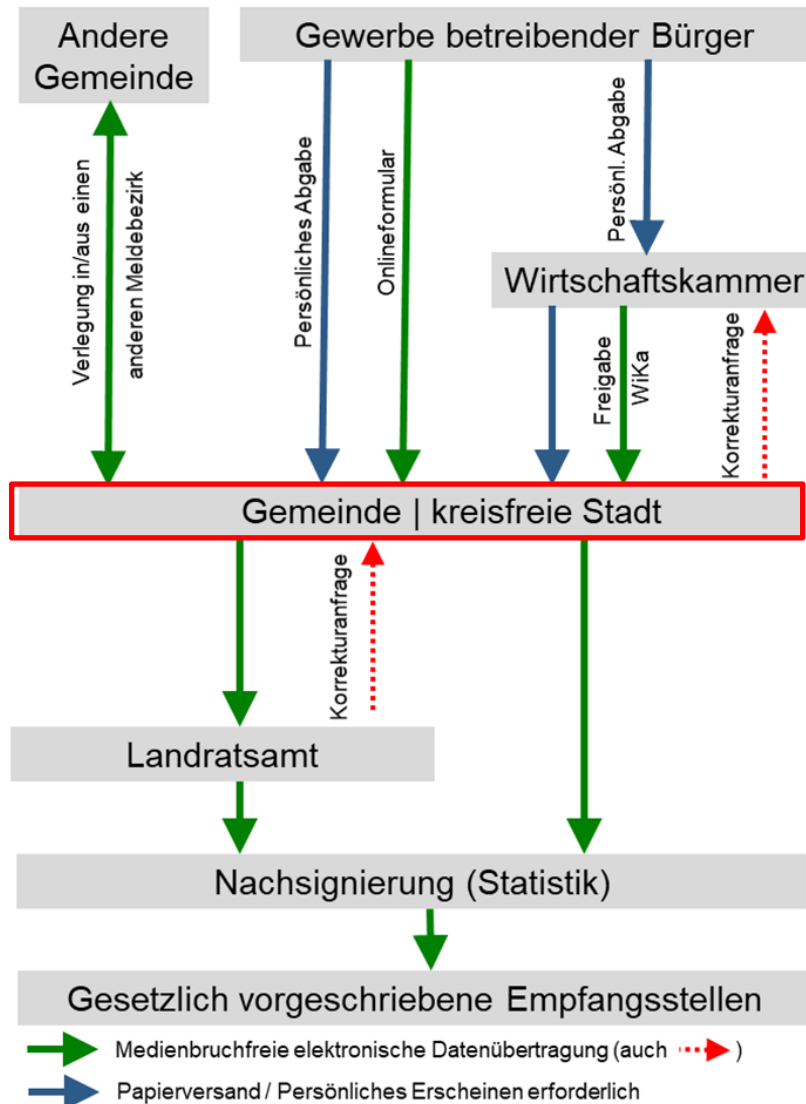 Andere
Gemeinde
Gewerbe betreibender Bürger
Verlegung in/aus einen
anderen Meldebezirk
Persönliches Abgabe
Onlineformular
Persönl. Abgabe
Wirtschaftskammer
Freigabe
WiKa
Korrekturanfrage
Gemeinde | kreisfreie Stadt
Korrekturanfrage
Landratsamt
Nachsignierung (Statistik)
Gesetzlich vorgeschriebene Empfangsstellen
Medienbruchfreie elektronische Datenübertragung (auch )
Papierversand / Persönliches Erscheinen erforderlich